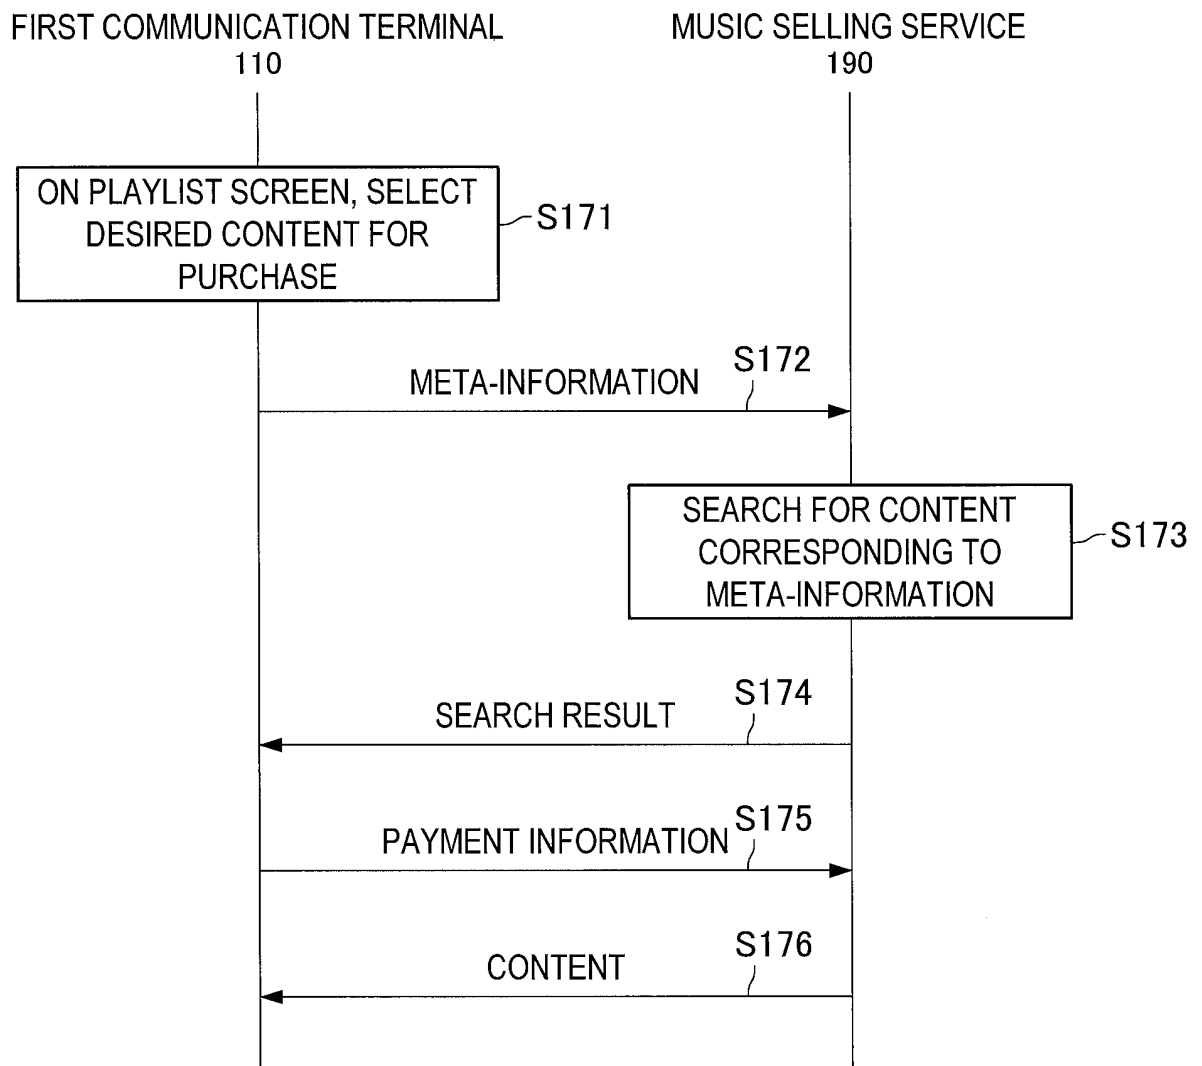 FIRST COMMUNICATION TERMINAL
110
MUSIC SELLING SERVICE
190
ON PLAYLIST SCREEN, SELECT
DESIRED CONTENT FOR
PURCHASE
S171
S172
META-INFORMATION
SEARCH FOR CONTENT
CORRESPONDING TO
META-INFORMATION
S173
S174
SEARCH RESULT
S175
PAYMENT INFORMATION
S176
CONTENT